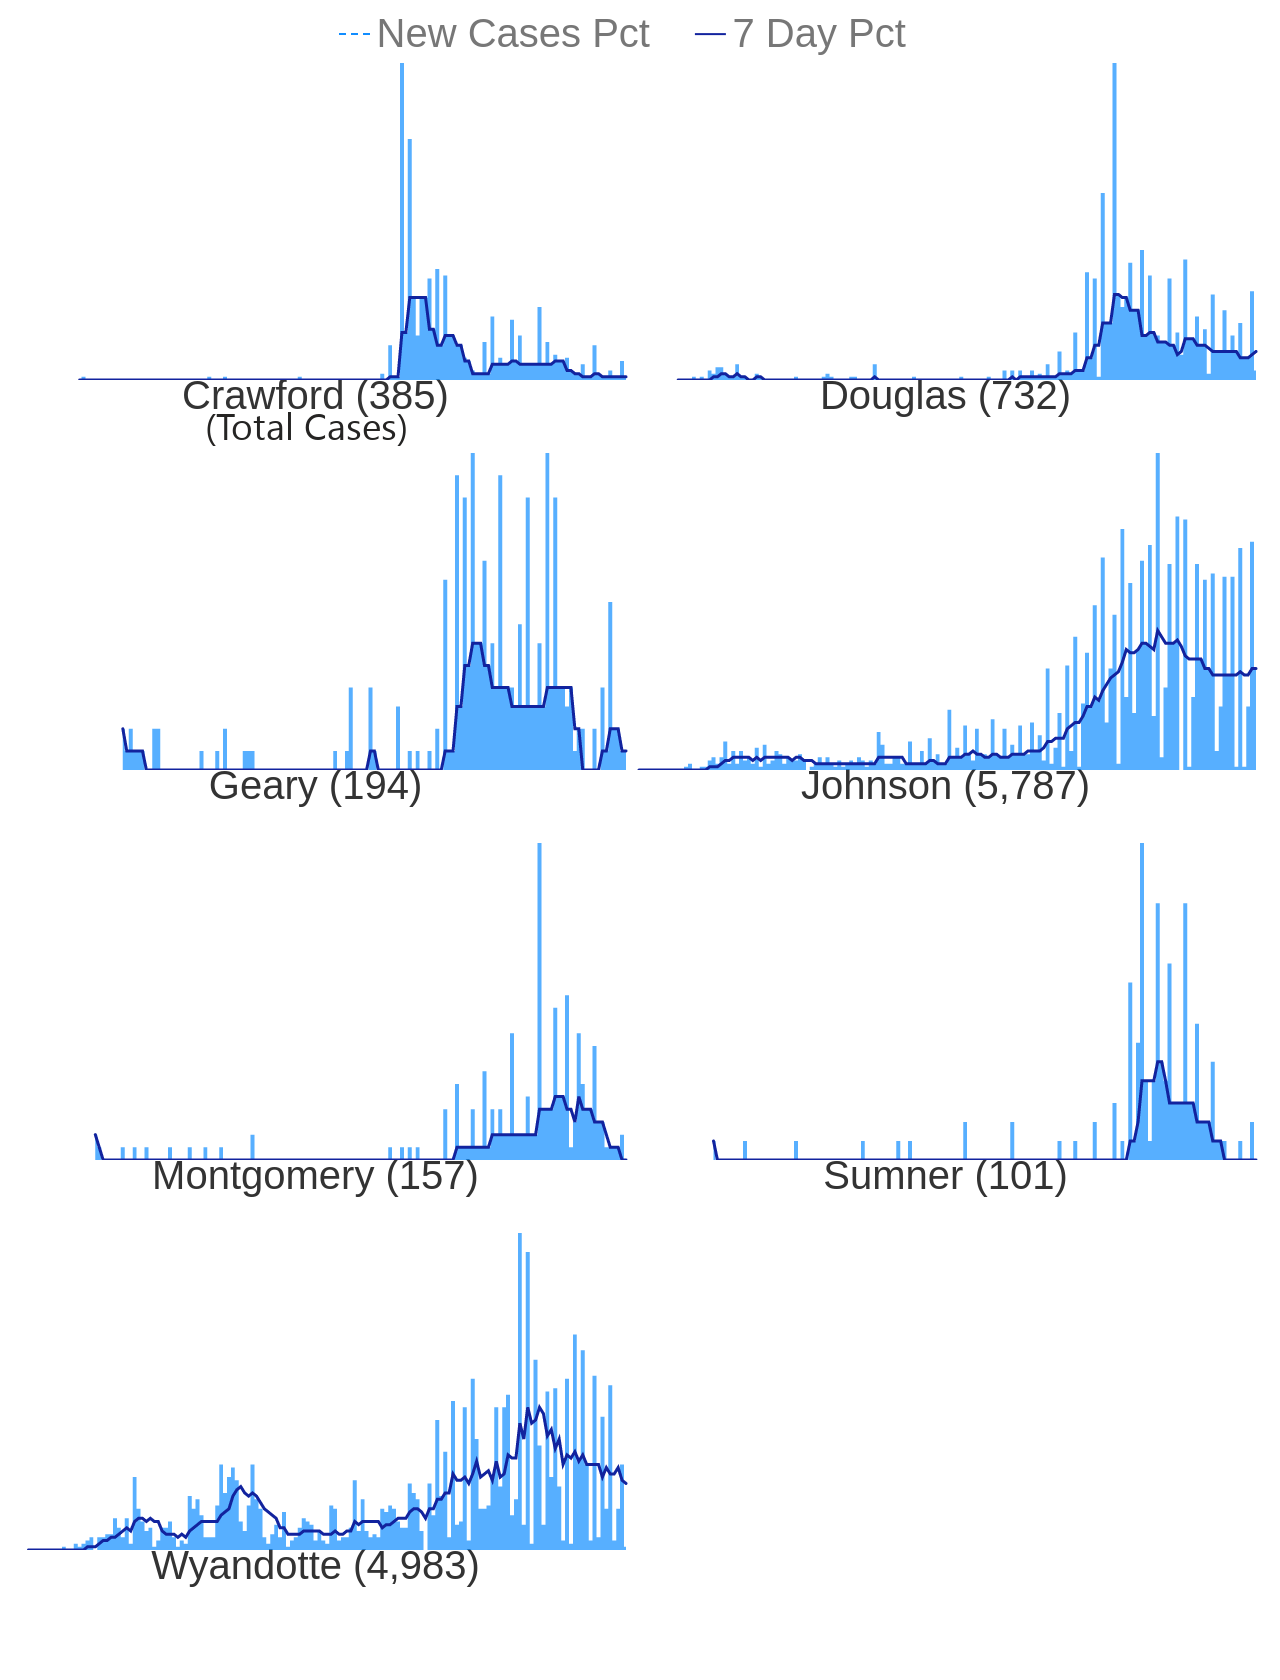 New Cases Pct 7 Day Pct
Crawford (385) Douglas (732)
(Total Cases)
Geary (194) Johnson (5,787)
Montgomery (157) Sumner (101)
Wyandotte (4,983)